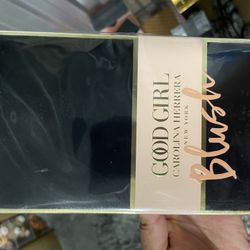 GOOD GIRL
CAROLINA HERRERA
NEW YORK
Blush